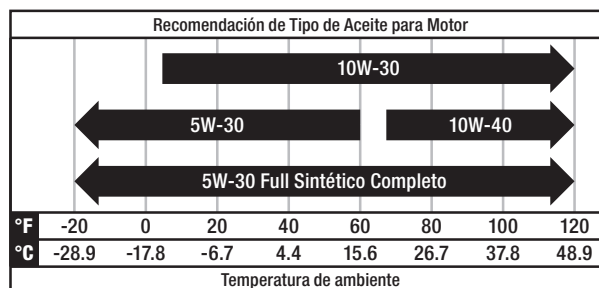 Recomendación de Tipo de Aceite para Motor
10W-30
5W-30 10W-40
5W-30 Full Sintético Completo
°F -20 0 20 40 60 80 100 120
°C -28.9 -17.8 -6.7 4.4 15.6 26.7 37.8 48.9
Temperatura de ambiente